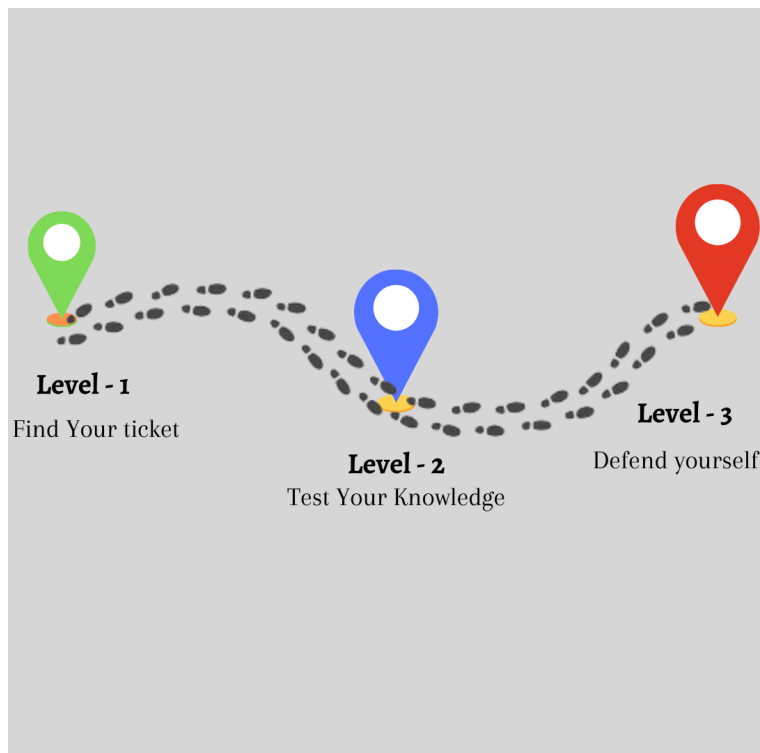 Level - 1
Find Your ticket
Level - 2
Test Your Knowledge
Level - 3
Defend yourself